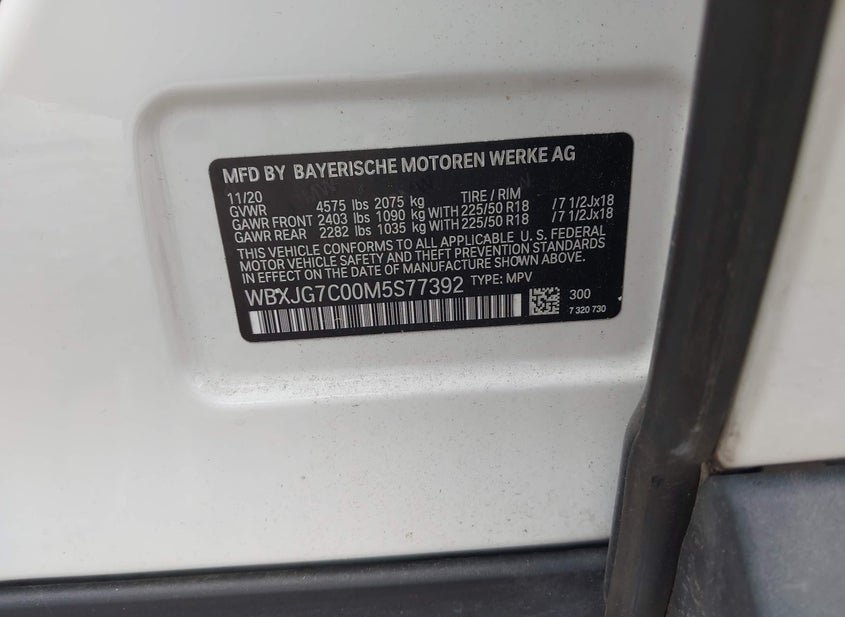 MFD BY BAYERISCHE MOTOREN WERKE AG
11/20 TIRE / RIM
GVWR 4575 lbs 2075 kg
GAWR FRONT 2403 lbs 1090 kg WITH 225/50 R18 /7 1/2Jx18
GAWR REAR 2282 lbs 1035 kg WITH 225/50 R18 /7 1/2Jx18
THIS VEHICLE CONFORMS TO ALL APPLICABLE U. S. FEDERAL
MOTOR VEHICLE SAFETY AND THEFT PREVENTION STANDARDS
IN EFFECT ON THE DATE OF MANUFACTURE SHOWN ABOVE.
WBXJG7C00M5S77392 TYPE: MPV
300
7 320 730